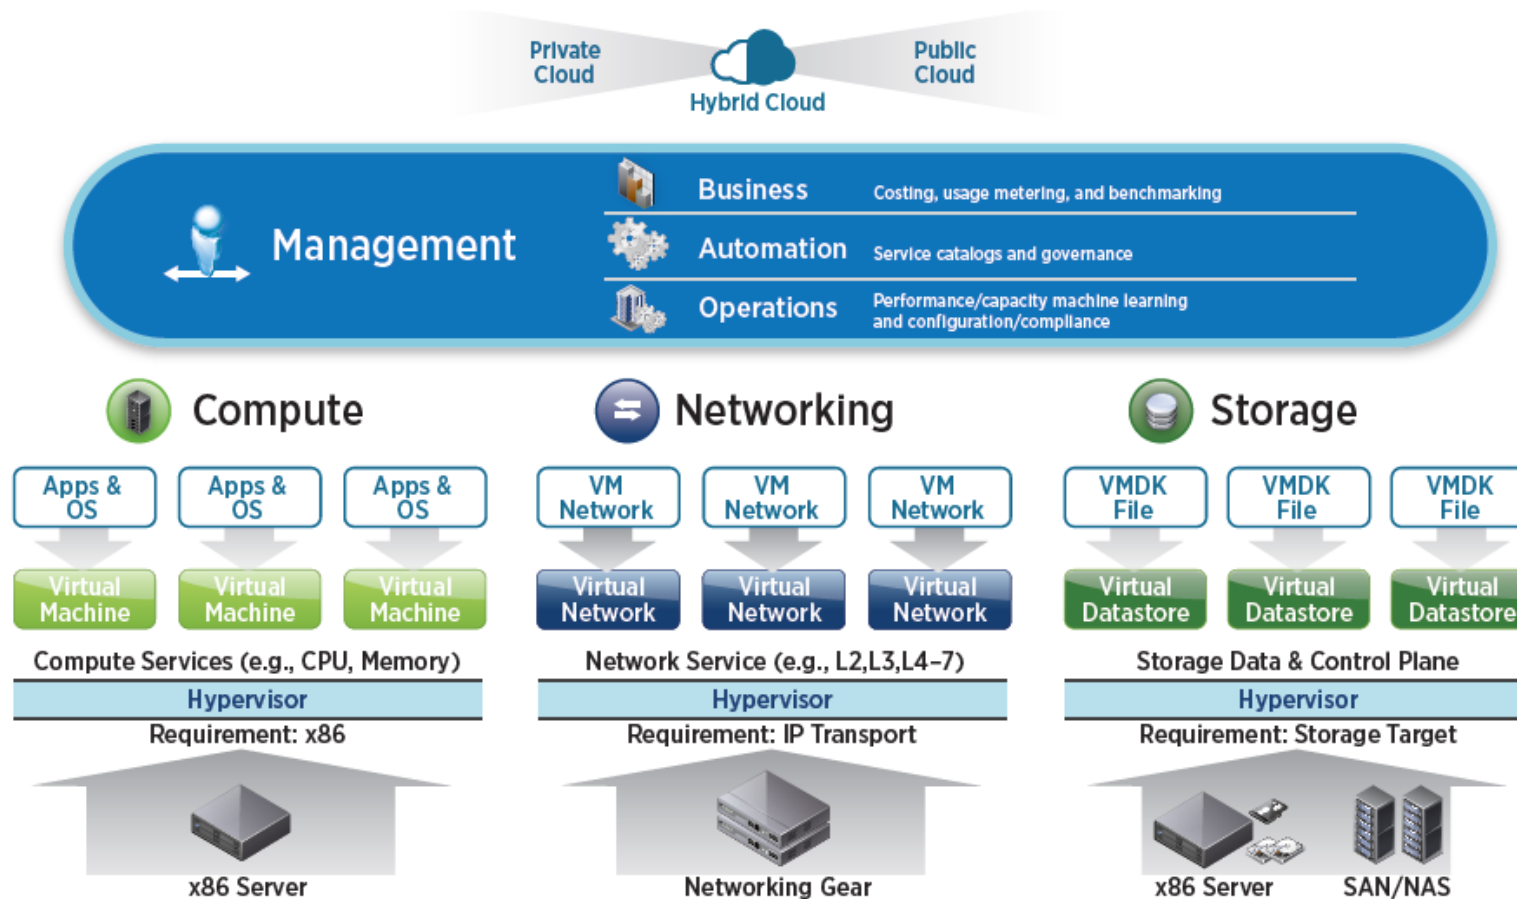 Private
Cloud
Public
Cloud
Hybrid Cloud
Management
Business
Costing, usage metering, and benchmarking
Automation
Service catalogs and governance
Operations
Performance/capacity machine learning
and configuration/compliance
Compute
Networking
Storage
Apps &
OS
Apps &
OS
Apps &
OS
VM
Network
VM
Network
VM
Network
VMDK
File
VMDK
File
VMDK
File
Virtual
Machine
Virtual
Machine
Virtual
Machine
Virtual
Network
Virtual
Network
Virtual
Network
Virtual
Datastore
Virtual
Datastore
Virtual
Datastore
Compute Services (e.g., CPU, Memory)
Network Service (e.g., L2,L3,L4–7)
Storage Data & Control Plane
Hypervisor
Hypervisor
Hypervisor
Requirement: x86
Requirement: IP Transport
Requirement: Storage Target
x86 Server
Networking Gear
x86 Server
SAN/NAS